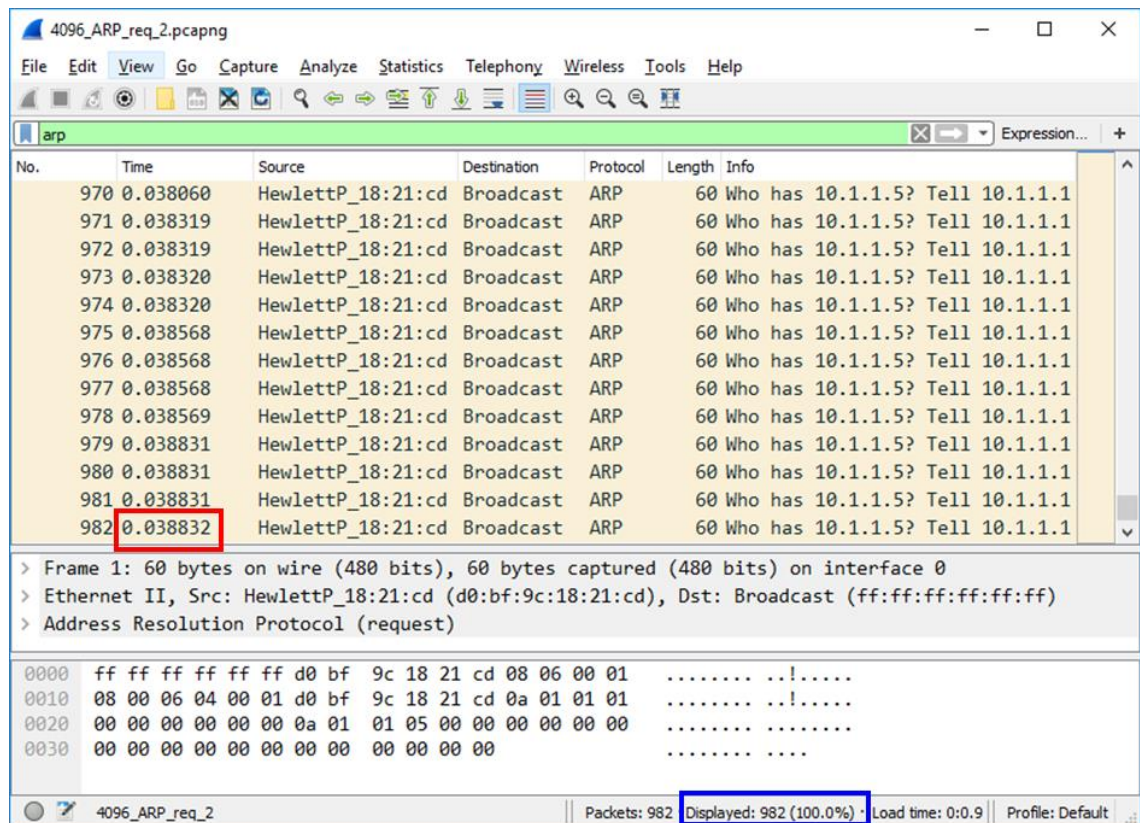 4096_ARP_req_2.pcapng
File Edit View Go Capture Analyze Statistics Telephony Wireless Tools Help
arp Expression... +
No. Time Source Destination Protocol Length Info
970 0.038060 HewlettP_18:21:cd Broadcast ARP 60 Who has 10.1.1.5? Tell 10.1.1.1
971 0.038319 HewlettP_18:21:cd Broadcast ARP 60 Who has 10.1.1.5? Tell 10.1.1.1
972 0.038319 HewlettP_18:21:cd Broadcast ARP 60 Who has 10.1.1.5? Tell 10.1.1.1
973 0.038320 HewlettP_18:21:cd Broadcast ARP 60 Who has 10.1.1.5? Tell 10.1.1.1
974 0.038320 HewlettP_18:21:cd Broadcast ARP 60 Who has 10.1.1.5? Tell 10.1.1.1
975 0.038568 HewlettP_18:21:cd Broadcast ARP 60 Who has 10.1.1.5? Tell 10.1.1.1
976 0.038568 HewlettP_18:21:cd Broadcast ARP 60 Who has 10.1.1.5? Tell 10.1.1.1
977 0.038568 HewlettP_18:21:cd Broadcast ARP 60 Who has 10.1.1.5? Tell 10.1.1.1
978 0.038569 HewlettP_18:21:cd Broadcast ARP 60 Who has 10.1.1.5? Tell 10.1.1.1
979 0.038831 HewlettP_18:21:cd Broadcast ARP 60 Who has 10.1.1.5? Tell 10.1.1.1
980 0.038831 HewlettP_18:21:cd Broadcast ARP 60 Who has 10.1.1.5? Tell 10.1.1.1
981 0.038831 HewlettP_18:21:cd Broadcast ARP 60 Who has 10.1.1.5? Tell 10.1.1.1
982 0.038832 HewlettP_18:21:cd Broadcast ARP 60 Who has 10.1.1.5? Tell 10.1.1.1
> Frame 1: 60 bytes on wire (480 bits), 60 bytes captured (480 bits) on interface 0
> Ethernet II, Src: HewlettP_18:21:cd (d0:bf:9c:18:21:cd), Dst: Broadcast (ff:ff:ff:ff:ff:ff)
> Address Resolution Protocol (request)
0000 ff ff ff ff ff ff d0 bf 9c 18 21 cd 08 06 00 01 ........ ..!.....
0010 08 00 06 04 00 01 d0 bf 9c 18 21 cd 0a 01 01 01 ........ ..!.....
0020 00 00 00 00 00 00 0a 01 01 05 00 00 00 00 00 00 ........ ........
0030 00 00 00 00 00 00 00 00 00 00 00 00 ........ ....
4096_ARP_req_2 Packets: 982 · Displayed: 982 (100.0%) · Load time: 0:0.9 Profile: Default